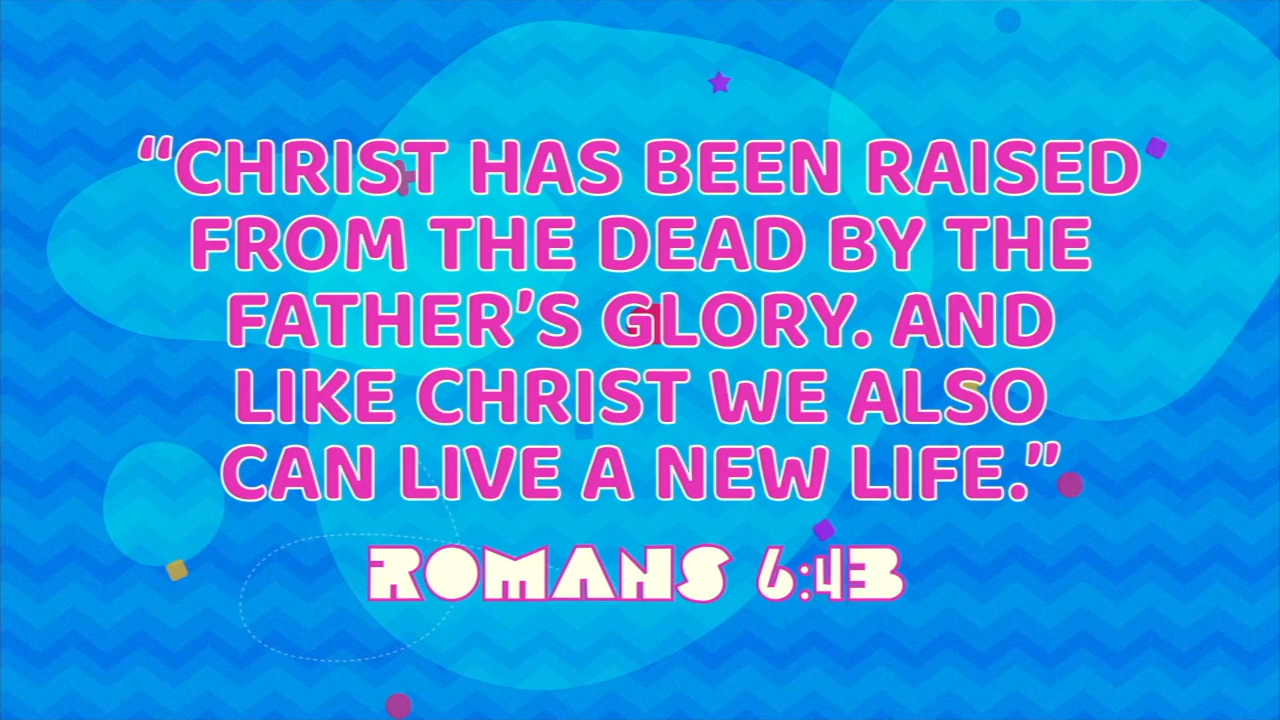 “CHRIST HAS BEEN RAISED
FROM THE DEAD BY THE
FATHER’S GLORY. AND
LIKE CHRIST WE ALSO
CAN LIVE A NEW LIFE.”
ROMANS 6:4B